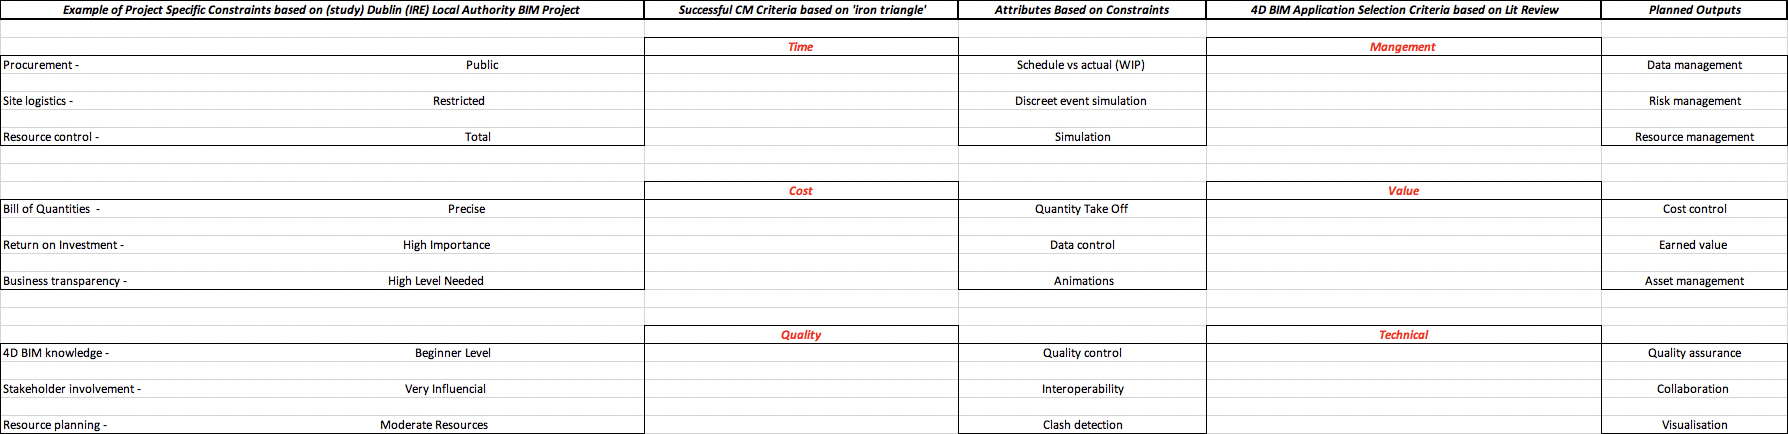 Example of Project Specific Constraints based on (study) Dublin (IRE) Local Authority BIM Project Successful CM Criteria based on 'iron triangle' Attributes Based on Constraints 4D BIM Application Selection Criteria based on Lit Review Planned Outputs
Time Mangement
Procurement - Public Schedule vs actual (WIP) Data management
Site logistics - Restricted Discreet event simulation Risk management
Resource control - Total Simulation Resource management
Cost Value
Bill of Quantities - Precise Quantity Take Off Cost control
Return on Investment - High Importance Data control Earned value
Business transparency - High Level Needed Animations Asset management
Quality Technical
4D BIM knowledge - Beginner Level Quality control Quality assurance
Stakeholder involvement - Very Influencial Interoperability Collaboration
Resource planning - Moderate Resources Clash detection Visualisation